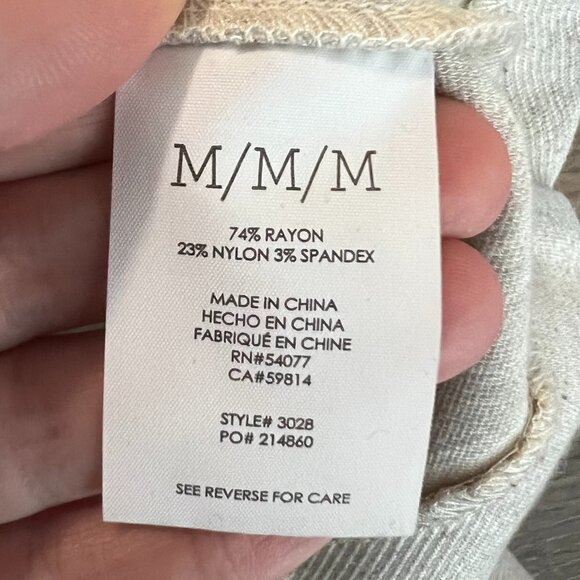 M/M/M
74% RAYON
23% NYLON 3% SPANDEX
MADE IN CHINA
HECHO EN CHINA
FABRIQUÉ EN CHINE
RN#54077
CA#59814
STYLE# 3028
PO# 214860
SEE REVERSE FOR CARE